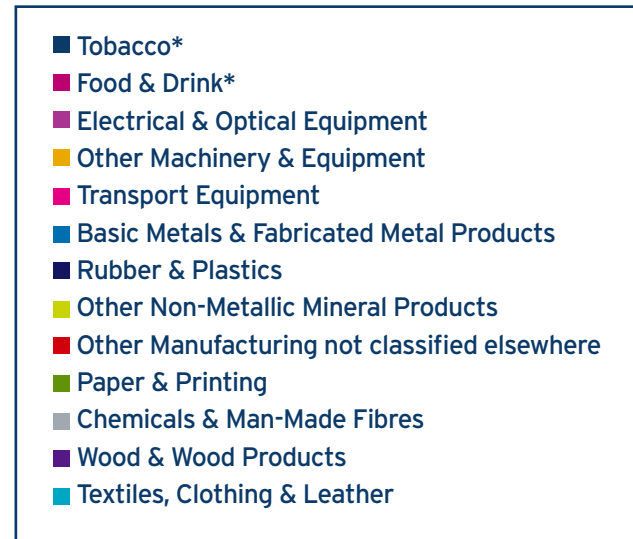 Tobacco*
Food & Drink*
Electrical & Optical Equipment
Other Machinery & Equipment
Transport Equipment
Basic Metals & Fabricated Metal Products
Rubber & Plastics
Other Non-Metallic Mineral Products
Other Manufacturing not classified elsewhere
Paper & Printing
Chemicals & Man-Made Fibres
Wood & Wood Products
Textiles, Clothing & Leather